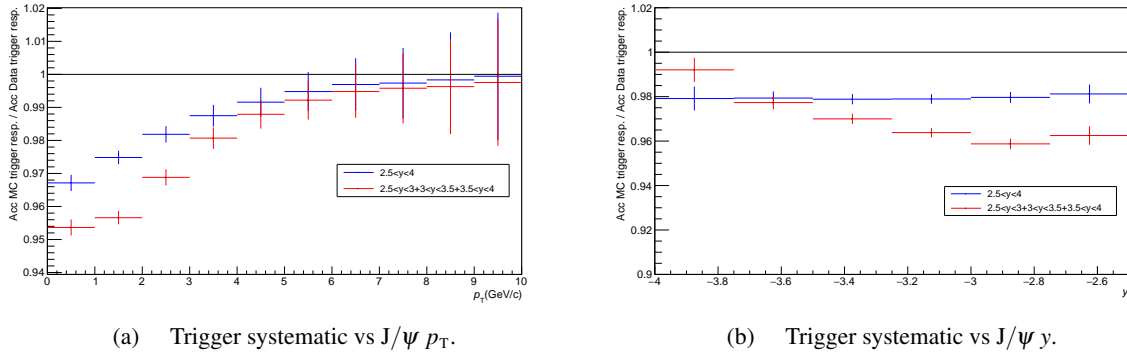 Acc MC trigger resp. / Acc Data trigger resp.
1.02
1.01
1
0.99
0.98
0.97
0.96
0.95
0.94
2.5<y<4
2.5<y<3+3<y<3.5+3.5<y<4
0 1 2 3 4 5 6 7 8 9 10
p_T(GeV/c)
Acc MC trigger resp. / Acc Data trigger resp.
1.02
1
0.98
0.96
0.94
0.92
0.9
2.5<y<4
2.5<y<3+3<y<3.5+3.5<y<4
−4 −3.8 −3.6 −3.4 −3.2 −3 −2.8 −2.6
y
(a) Trigger systematic vs J/ψ p_T.
(b) Trigger systematic vs J/ψ y.